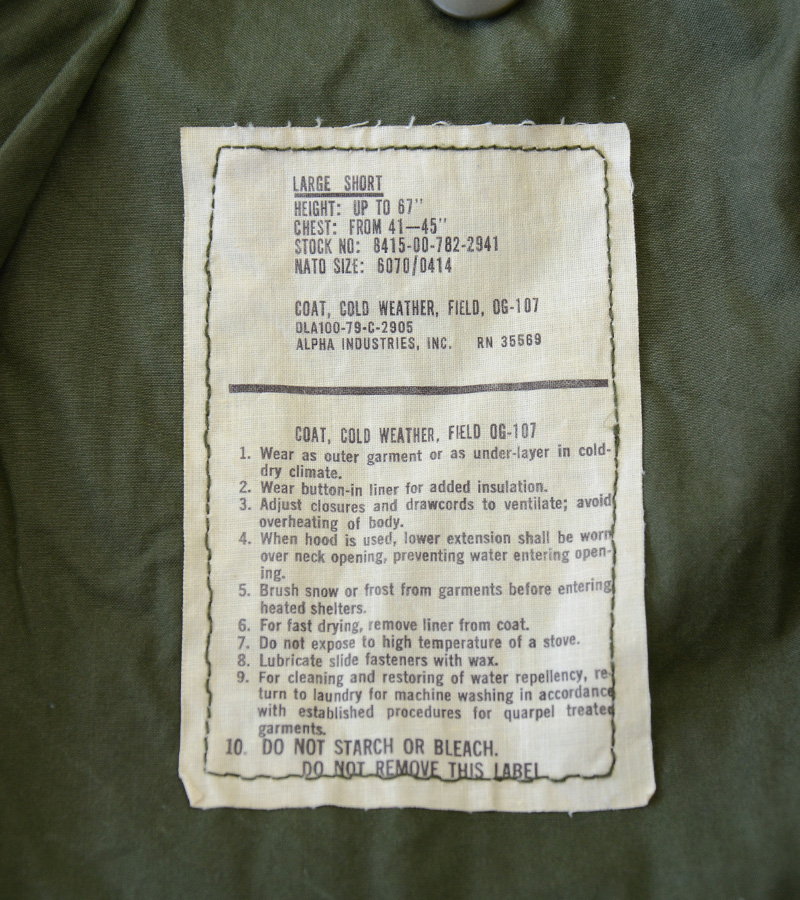 LARGE SHORT
HEIGHT: UP TO 67"
CHEST: FROM 41—45"
STOCK NO: 8415-00-782-2941
NATO SIZE: 6070/0414
COAT, COLD WEATHER, FIELD, OG-107
DLA100-79-C-2905
ALPHA INDUSTRIES, INC. RN 35569
COAT, COLD WEATHER, FIELD OG-107
1. Wear as outer garment or as under-layer in cold-
dry climate.
2. Wear button-in liner for added insulation.
3. Adjust closures and drawcords to ventilate; avoid
overheating of body.
4. When hood is used, lower extension shall be worn
over neck opening, preventing water entering open-
ing.
5. Brush snow or frost from garments before entering
heated shelters.
6. For fast drying, remove liner from coat.
7. Do not expose to high temperature of a stove.
8. Lubricate slide fasteners with wax.
9. For cleaning and restoring of water repellency, re-
turn to laundry for machine washing in accordance
with established procedures for quarpel treated
garments.
10. DO NOT STARCH OR BLEACH.
DO NOT REMOVE THIS LABEL